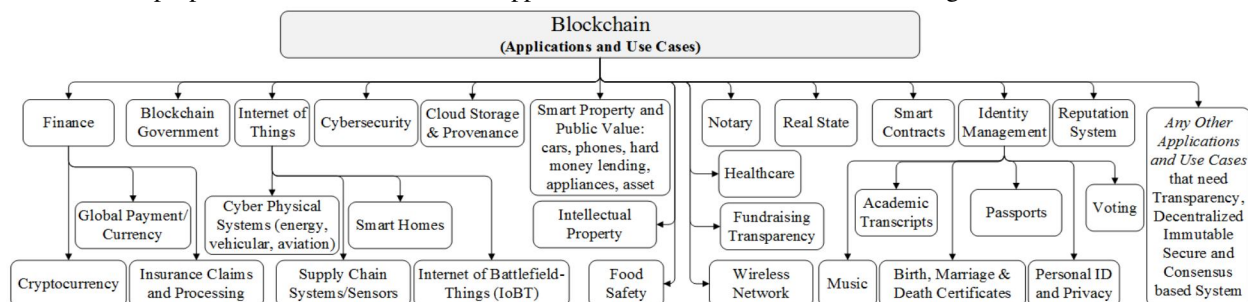 Blockchain
(Applications and Use Cases)
Finance
Blockchain
Government
Internet of
Things
Cybersecurity
Cloud Storage
& Provenance
Smart Property and
Public Value:
cars, phones, hard
money lending,
appliances, asset
Notary
Real State
Smart
Contracts
Identity
Management
Reputation
System
Any Other
Applications
and Use Cases
that need
Transparency,
Decentralized
Immutable
Secure and
Consensus
based System
Healthcare
Global Payment/
Currency
Cyber Physical
Systems (energy,
vehicular, aviation)
Smart Homes
Intellectual
Property
Fundraising
Transparency
Academic
Transcripts
Passports
Voting
Cryptocurrency
Insurance Claims
and Processing
Supply Chain
Systems/Sensors
Internet of Battlefield-
Things (IoBT)
Food
Safety
Wireless
Network
Music
Birth, Marriage &
Death Certificates
Personal ID
and Privacy